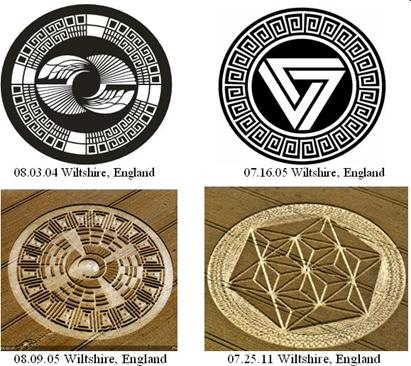 08.03.04 Wiltshire, England
07.16.05 Wiltshire, England
08.09.05 Wiltshire, England
07.25.11 Wiltshire, England